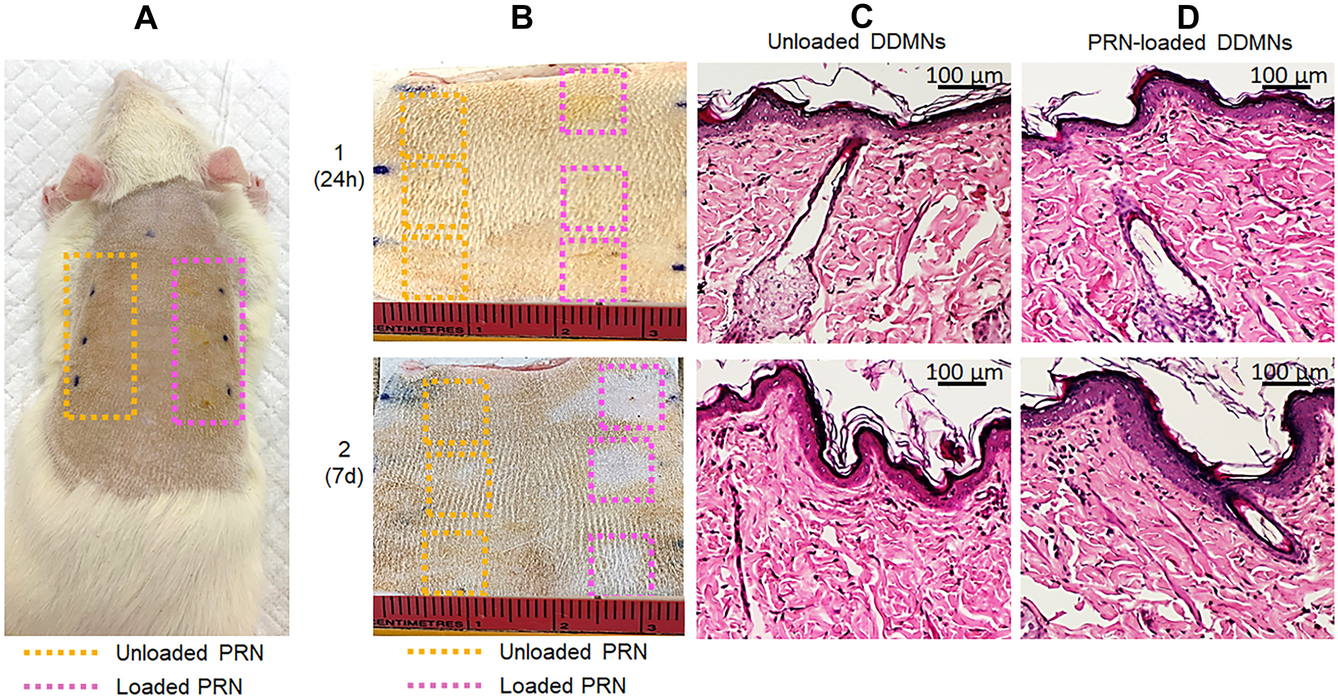 A
B
C
D
Unloaded DDMNs
PRN-loaded DDMNs
100 µm
100 µm
1
(24h)
CENTIMETRES 1 2 3
100 µm
100 µm
2
(7d)
CENTIMETRES 1 2 3
Unloaded PRN
Loaded PRN
Unloaded PRN
Loaded PRN